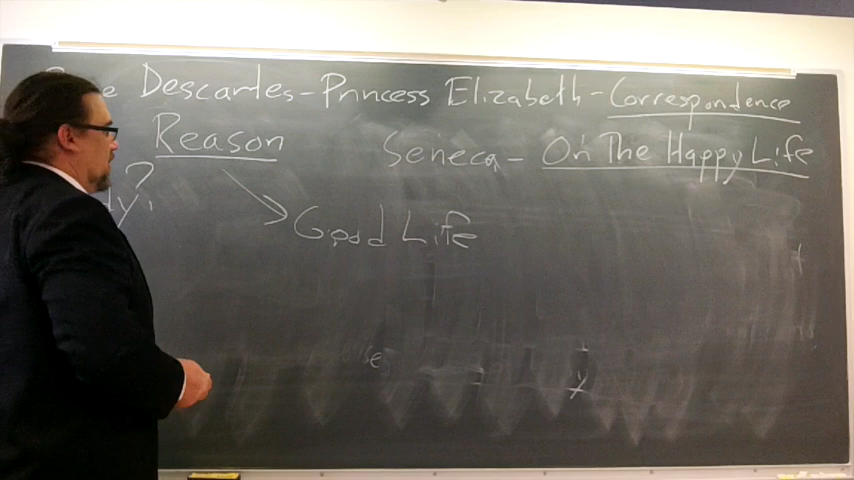 Descartes - Princess Elizabeth - Correspondence
Reason
Seneca - On The Happy Life
Good Life